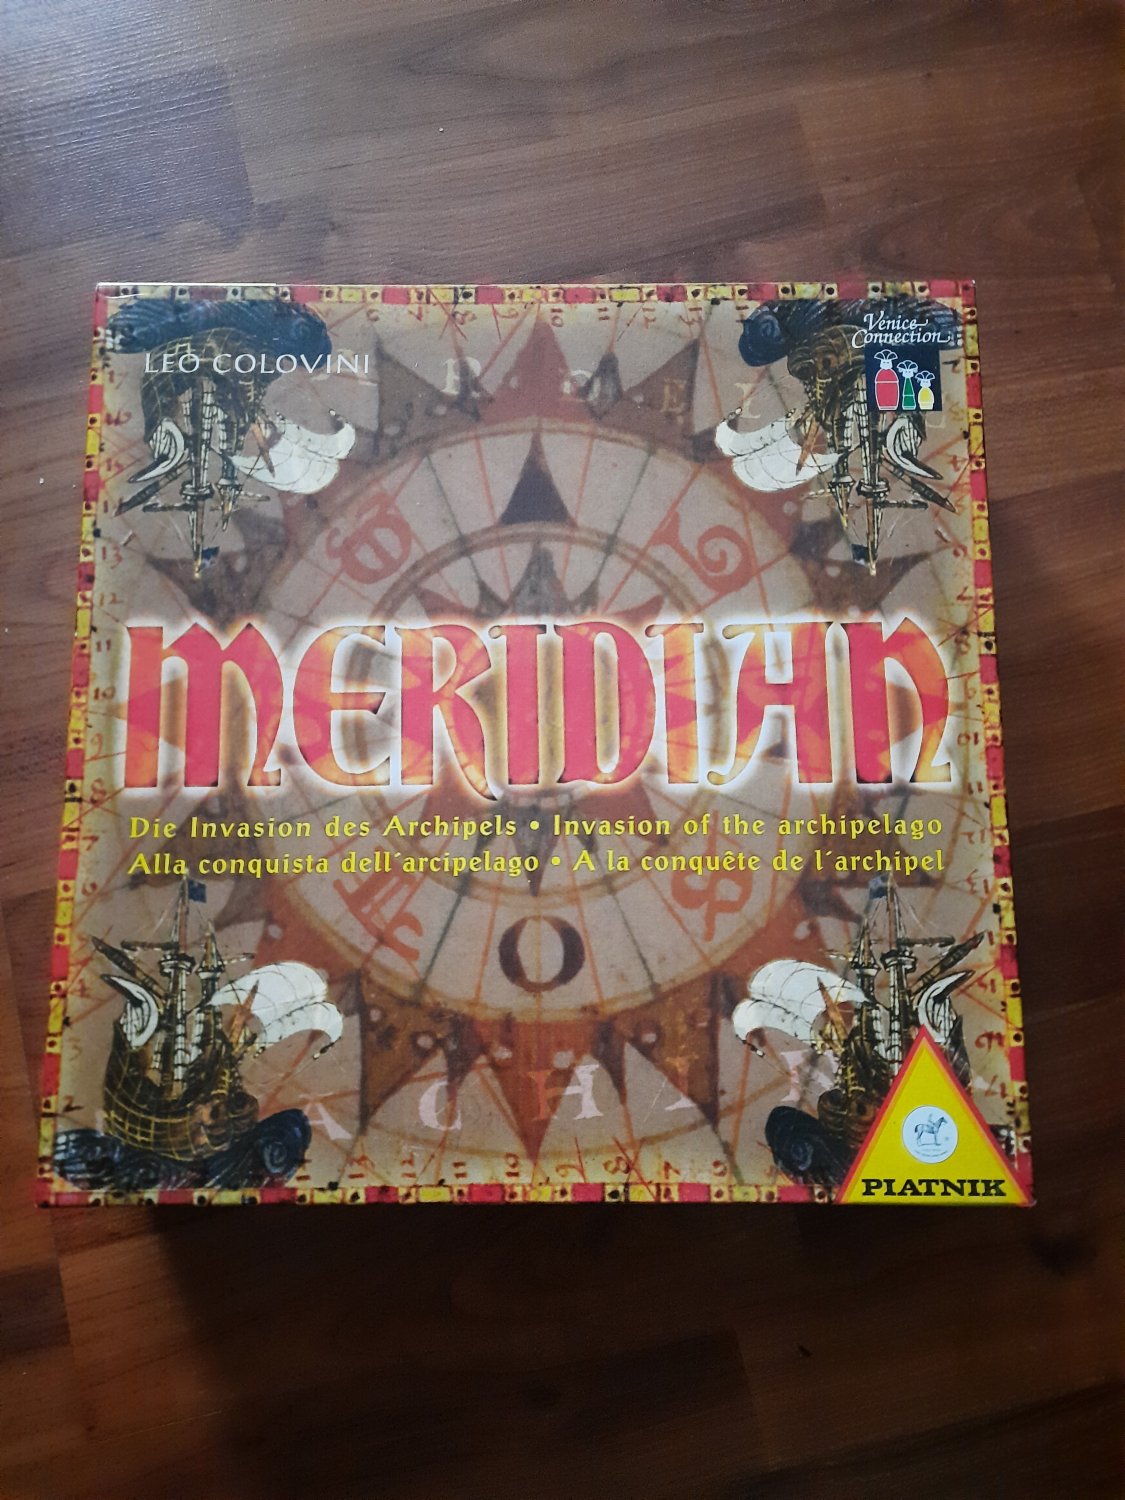 LEO COLOVINI
Venice
Connection
MERIDIAN
Die Invasion des Archipels • Invasion of the archipelago
Alla conquista dell´arcipelago • A la conquête de l´archipel
O
PIATNIK